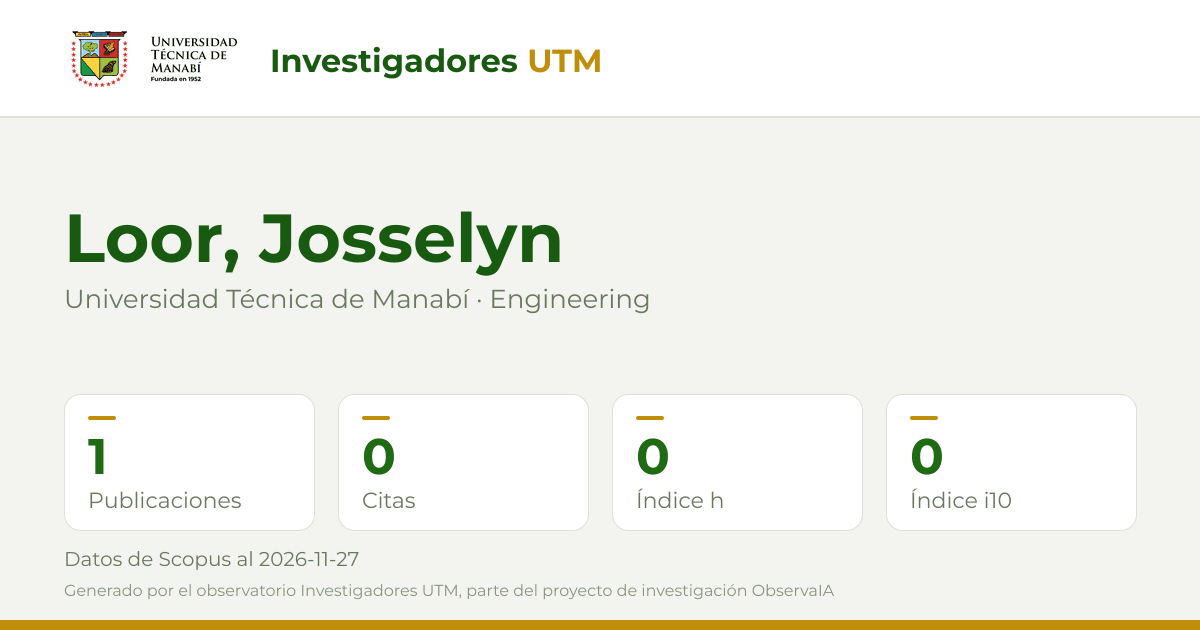 UNIVERSIDAD
TÉCNICA DE
MANABÍ
Fundada en 1952
Investigadores UTM
Loor, Josselyn
Universidad Técnica de Manabí · Engineering
1
Publicaciones
0
Citas
0
Índice h
0
Índice i10
Datos de Scopus al 2026-11-27
Generado por el observatorio Investigadores UTM, parte del proyecto de investigación ObservaIA